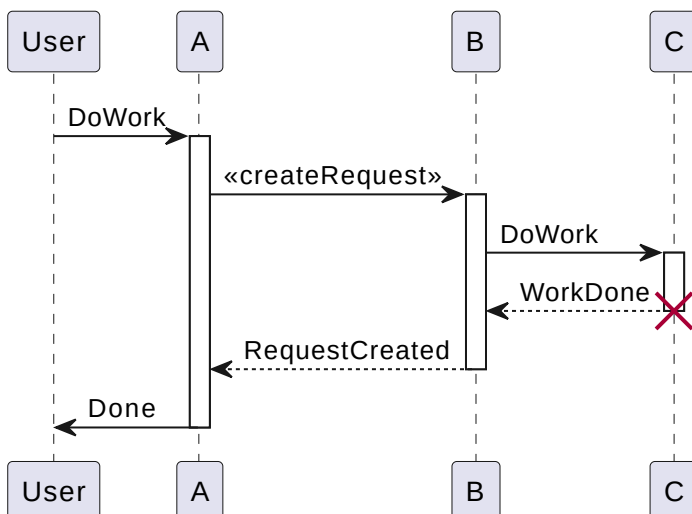 User A B C
DoWork
«createRequest»
DoWork
WorkDone
RequestCreated
Done
User A B C